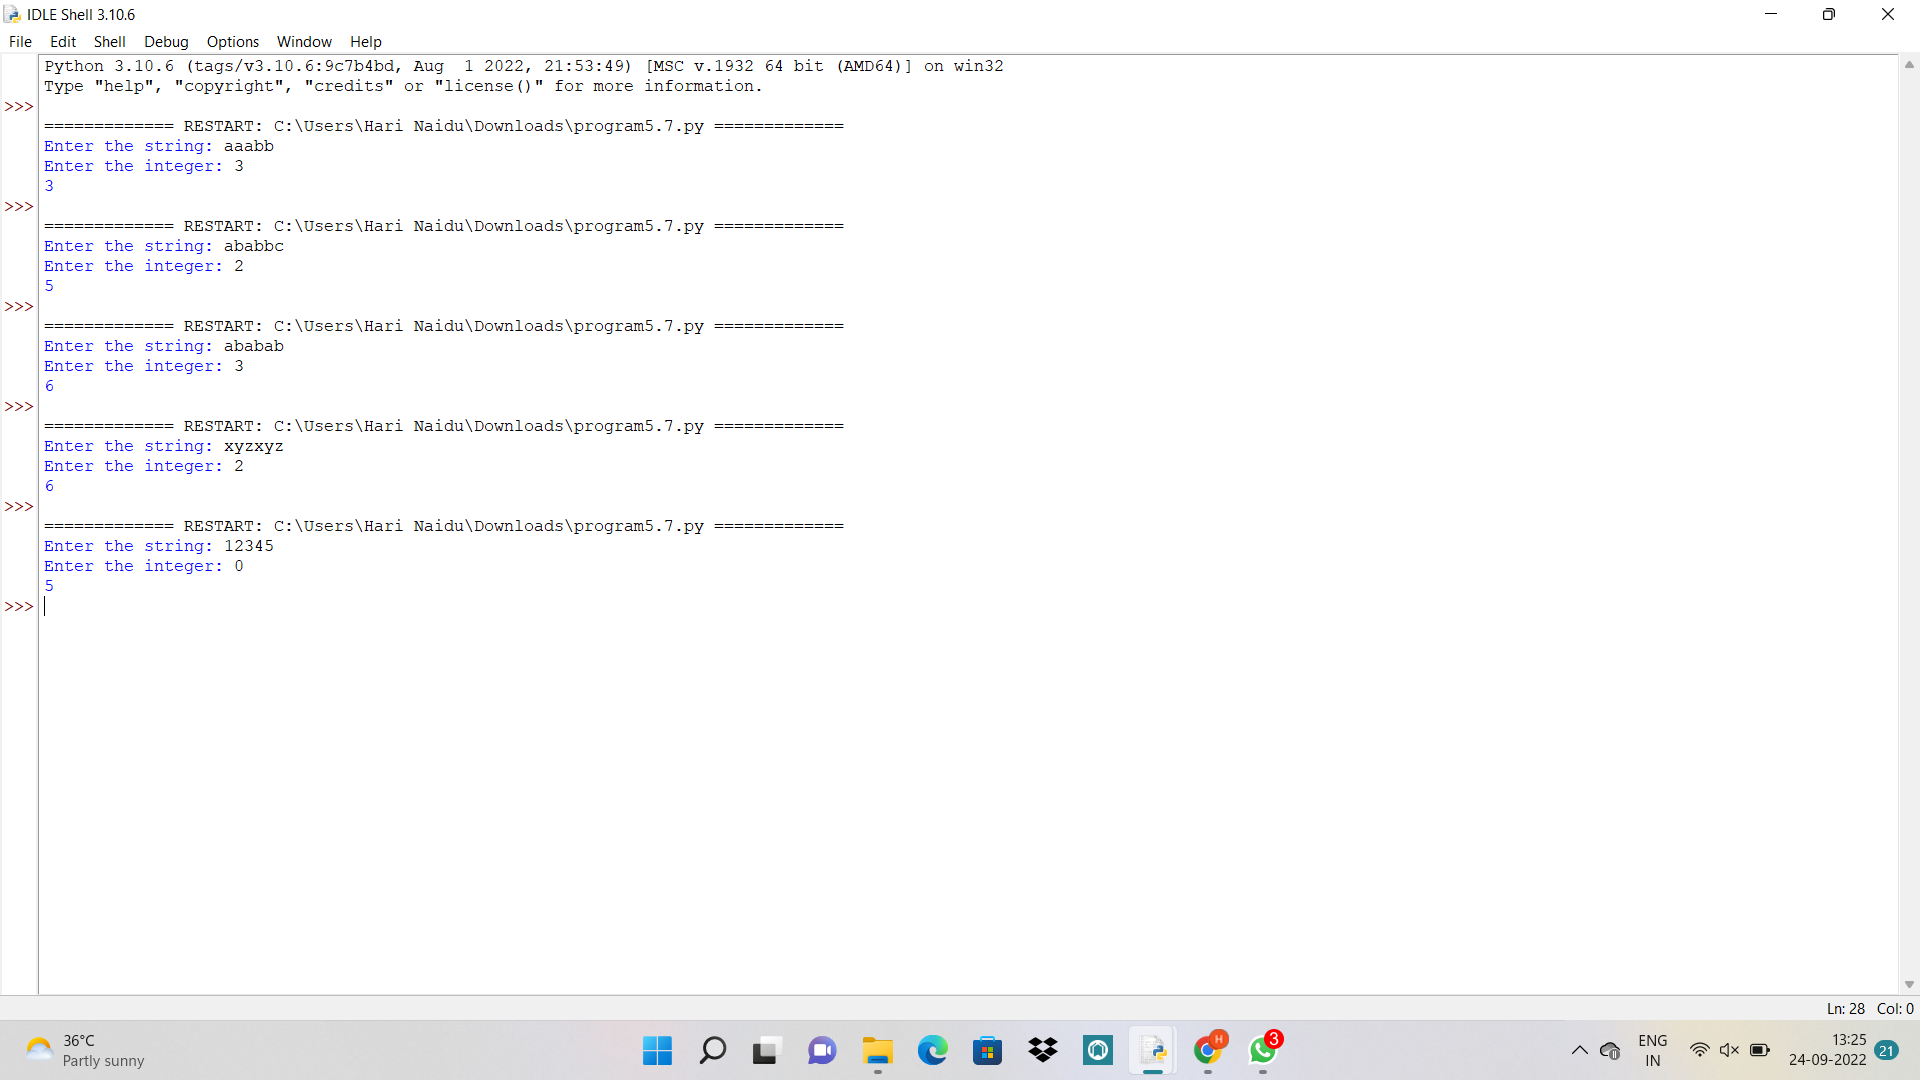 IDLE Shell 3.10.6
File Edit Shell Debug Options Window Help
Python 3.10.6 (tags/v3.10.6:9c7b4bd, Aug  1 2022, 21:53:49) [MSC v.1932 64 bit (AMD64)] on win32
Type "help", "copyright", "credits" or "license()" for more information.
>>>
============= RESTART: C:\Users\Hari Naidu\Downloads\program5.7.py =============
Enter the string: aaabb
Enter the integer: 3
3
>>>
============= RESTART: C:\Users\Hari Naidu\Downloads\program5.7.py =============
Enter the string: ababbc
Enter the integer: 2
5
>>>
============= RESTART: C:\Users\Hari Naidu\Downloads\program5.7.py =============
Enter the string: ababab
Enter the integer: 3
6
>>>
============= RESTART: C:\Users\Hari Naidu\Downloads\program5.7.py =============
Enter the string: xyzxyz
Enter the integer: 2
6
>>>
============= RESTART: C:\Users\Hari Naidu\Downloads\program5.7.py =============
Enter the string: 12345
Enter the integer: 0
5
>>>
Ln: 28 Col: 0
36°C
Partly sunny
H
3
ENG
IN
13:25
24-09-2022
21